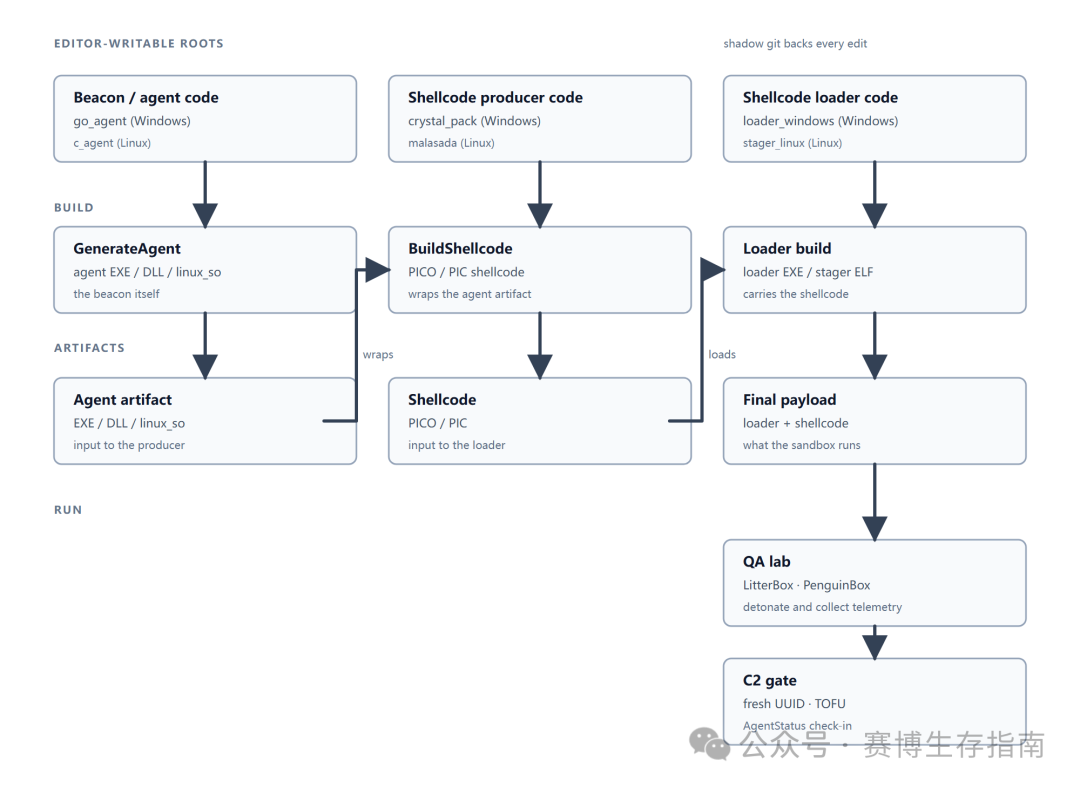 EDITOR-WRITABLE ROOTS
shadow git backs every edit
Beacon / agent code
go_agent (Windows)
c_agent (Linux)
Shellcode producer code
crystal_pack (Windows)
malasada (Linux)
Shellcode loader code
loader_windows (Windows)
stager_linux (Linux)
BUILD
GenerateAgent
agent EXE / DLL / linux_so
the beacon itself
BuildShellcode
PICO / PIC shellcode
wraps the agent artifact
Loader build
loader EXE / stager ELF
carries the shellcode
ARTIFACTS
wraps
loads
Agent artifact
EXE / DLL / linux_so
input to the producer
Shellcode
PICO / PIC
input to the loader
Final payload
loader + shellcode
what the sandbox runs
RUN
QA lab
LitterBox · PenguinBox
detonate and collect telemetry
C2 gate
fresh UUID · TOFU
AgentStatus check-in
公众号 · 赛博生存指南